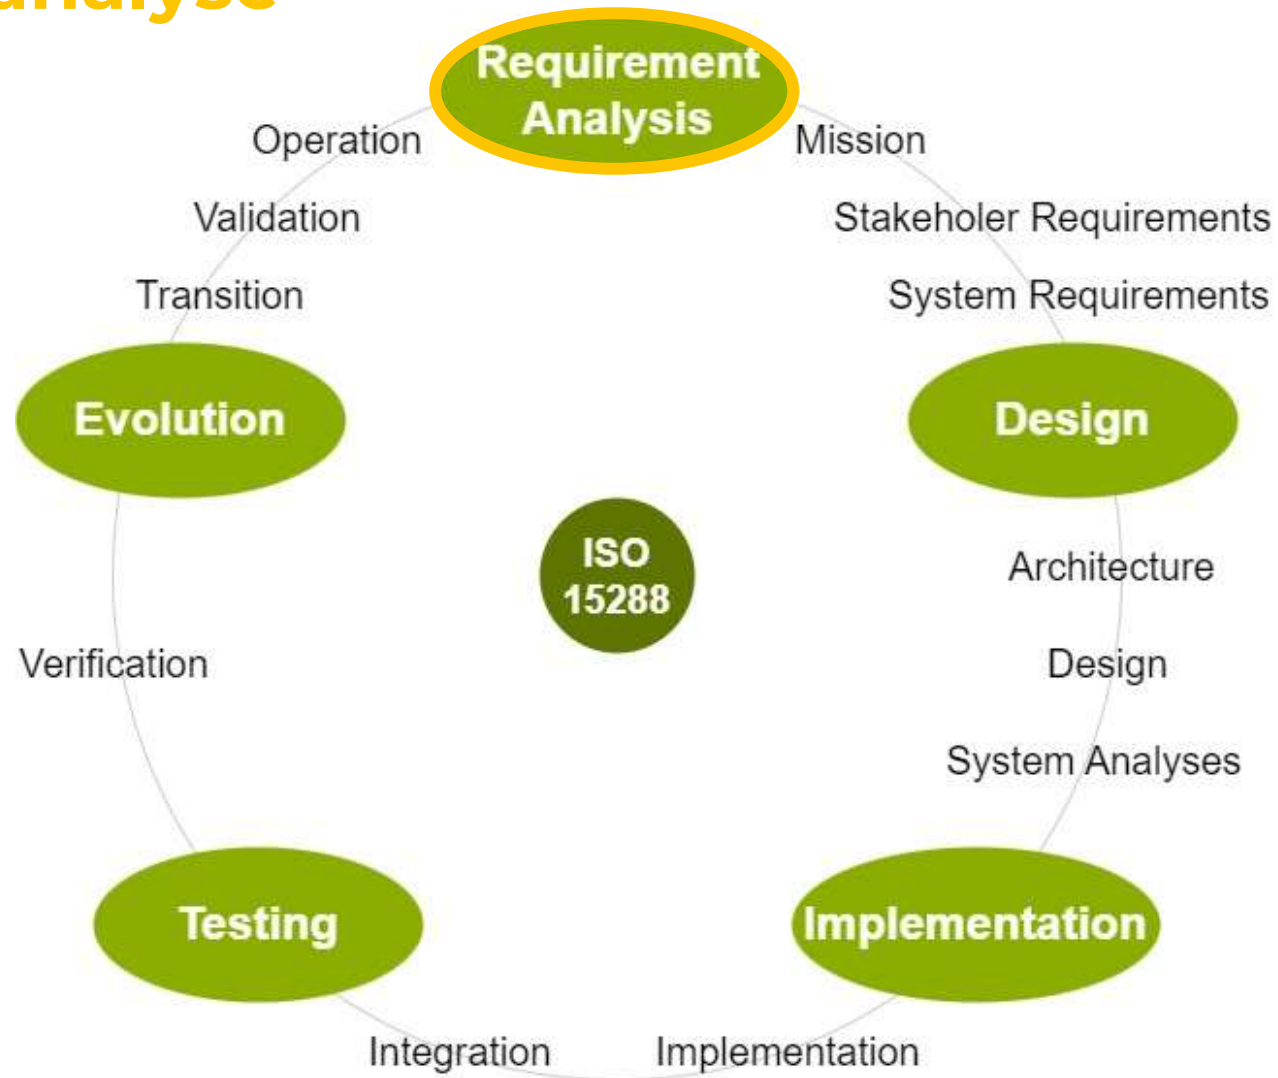 analyse
Requirement
Analysis
Operation
Mission
Validation
Stakeholer Requirements
Transition
System Requirements
Evolution
Design
ISO
15288
Architecture
Verification
Design
System Analyses
Testing
Implementation
Integration
Implementation